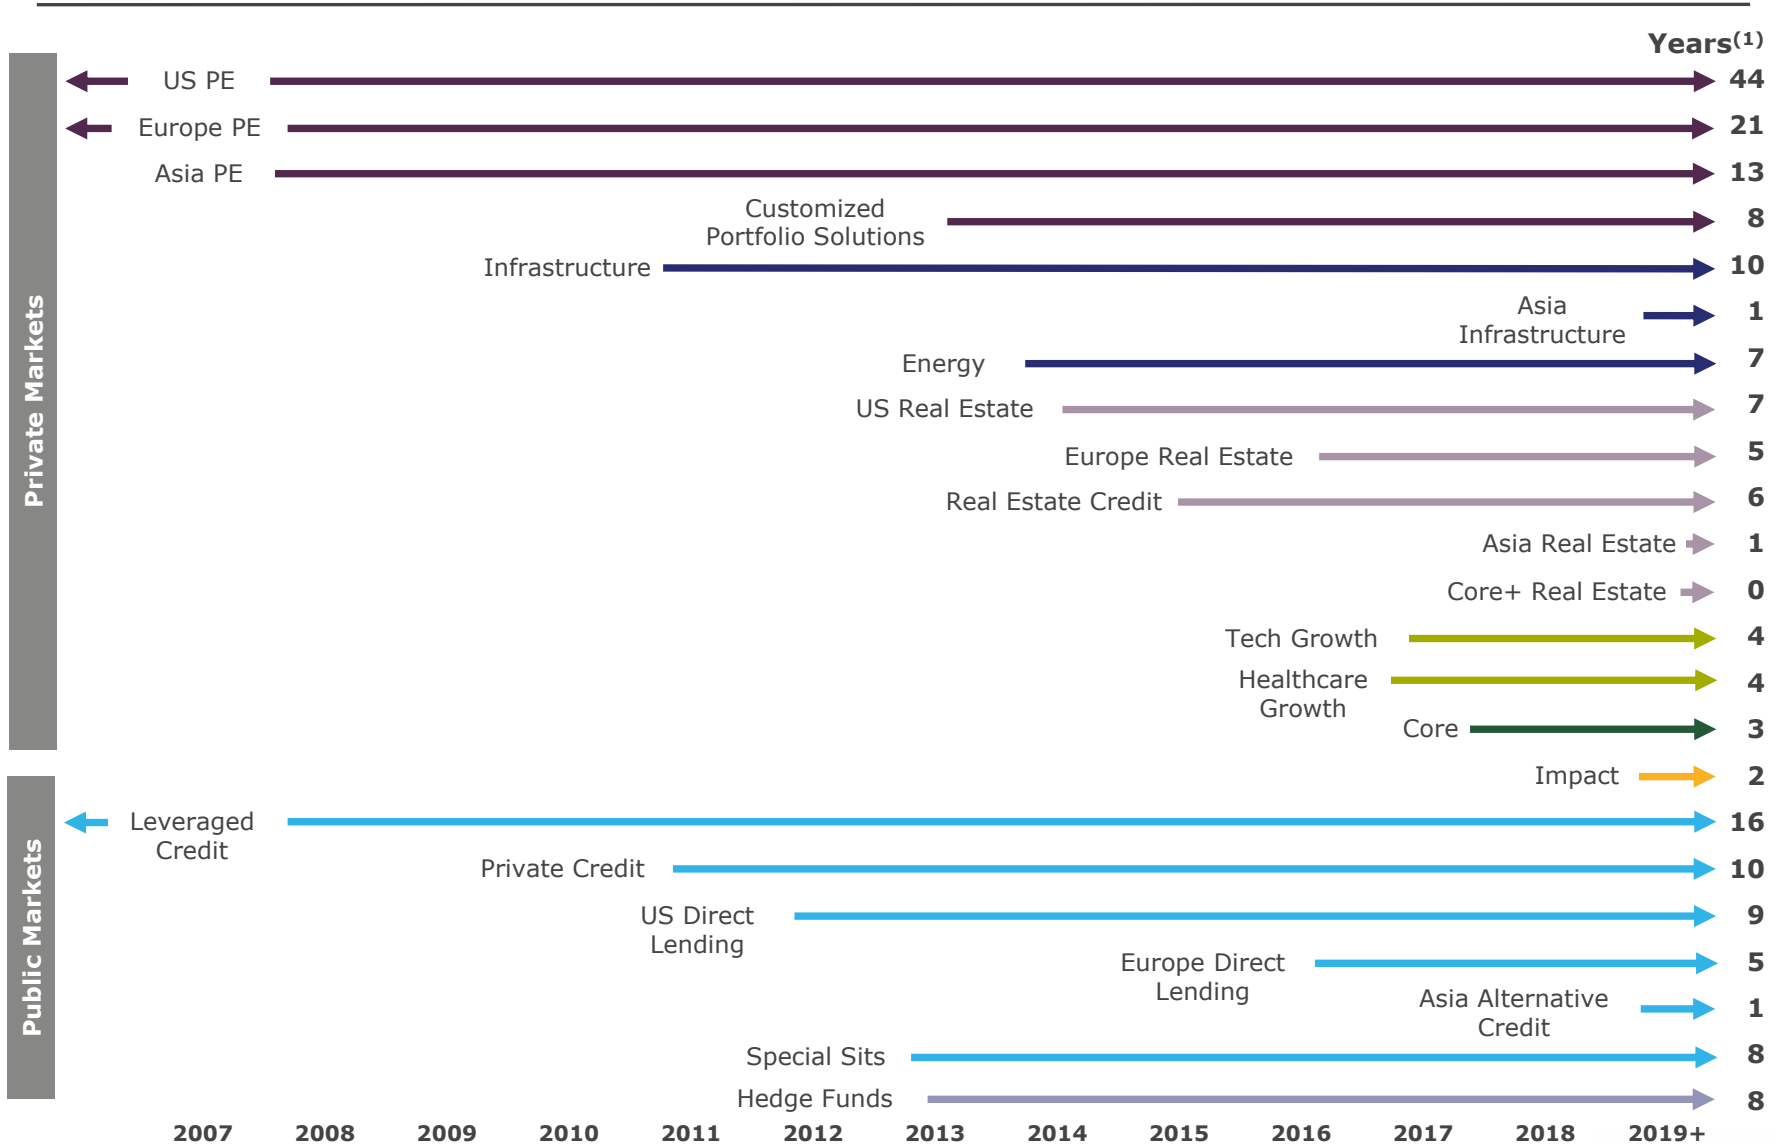 Years(1)
Private Markets
US PE 44
Europe PE 21
Asia PE 13
Customized
Portfolio Solutions 8
Infrastructure 10
Asia
Infrastructure 1
Energy 7
US Real Estate 7
Europe Real Estate 5
Real Estate Credit 6
Asia Real Estate 1
Core+ Real Estate 0
Tech Growth 4
Healthcare
Growth 4
Core 3
Impact 2
Public Markets
Leveraged
Credit 16
Private Credit 10
US Direct
Lending 9
Europe Direct
Lending 5
Asia Alternative
Credit 1
Special Sits 8
Hedge Funds 8
2007 2008 2009 2010 2011 2012 2013 2014 2015 2016 2017 2018 2019+